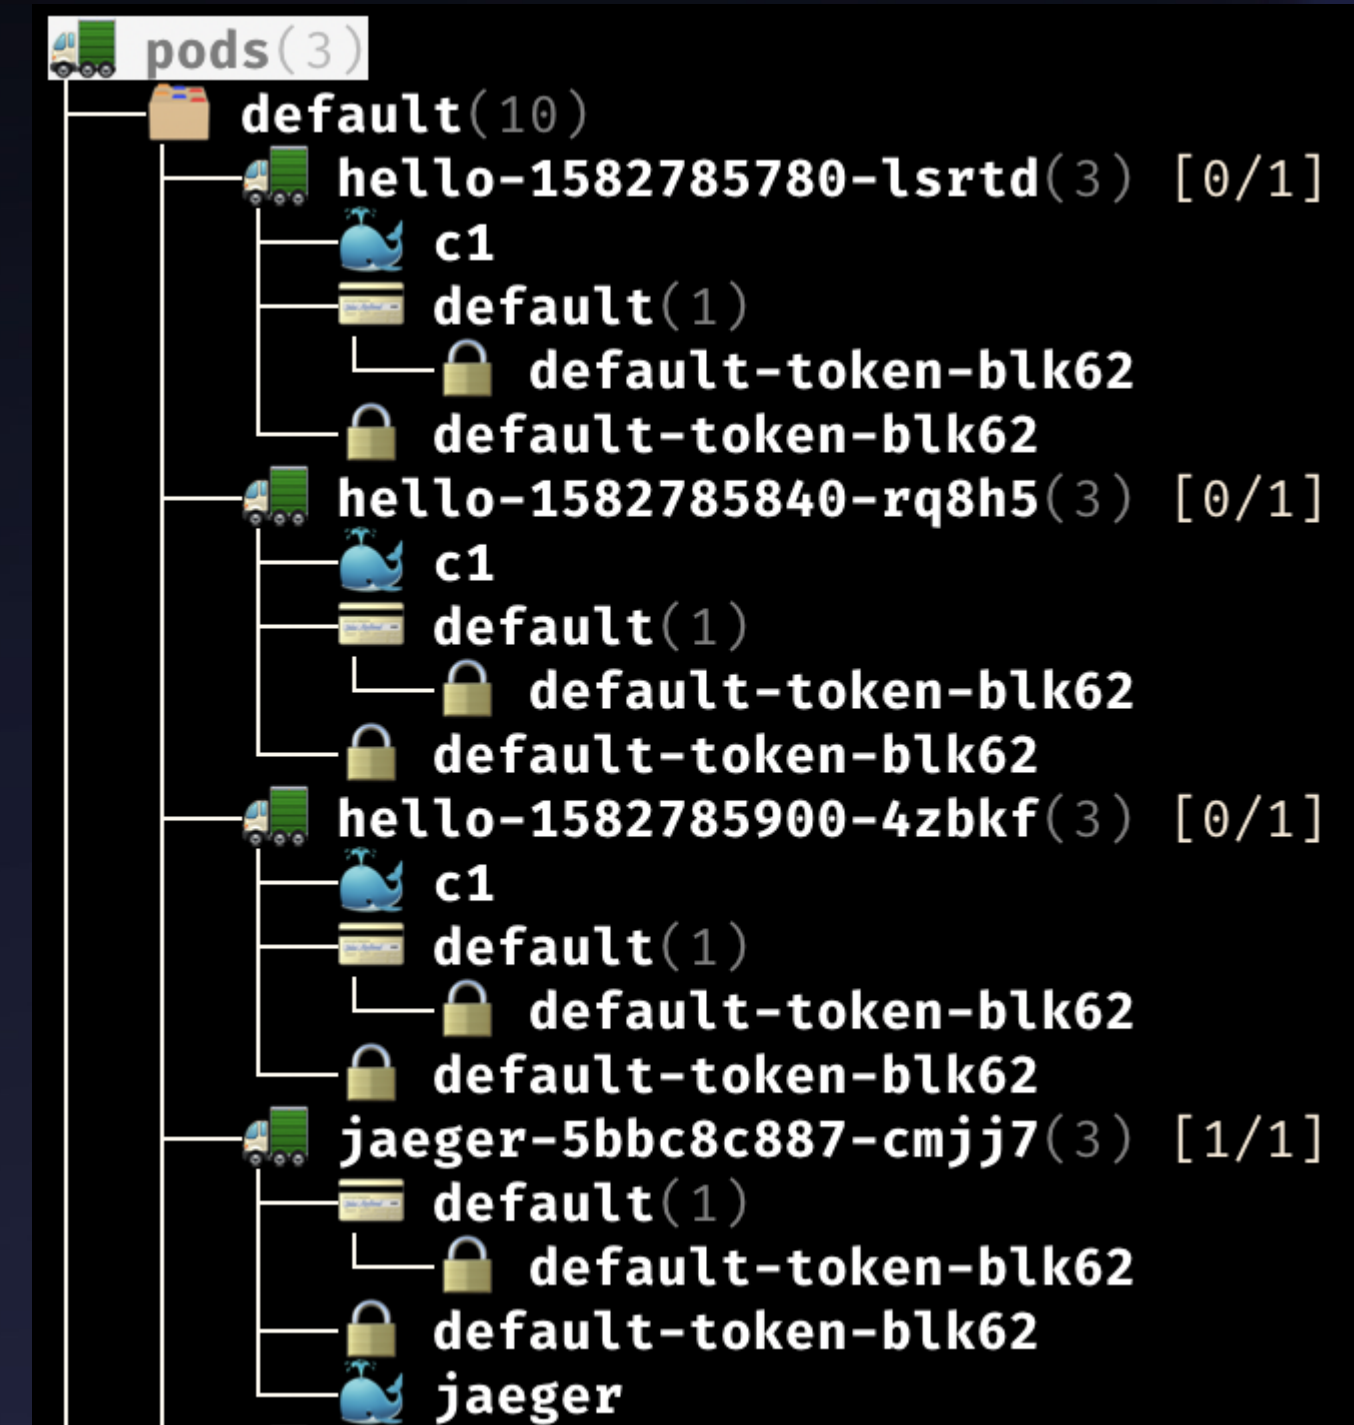 pods(3)
default(10)
hello-1582785780-lsrtd(3) [0/1]
c1
default(1)
default-token-blk62
default-token-blk62
hello-1582785840-rq8h5(3) [0/1]
c1
default(1)
default-token-blk62
default-token-blk62
hello-1582785900-4zbkf(3) [0/1]
c1
default(1)
default-token-blk62
default-token-blk62
jaeger-5bbc8c887-cmjj7(3) [1/1]
default(1)
default-token-blk62
default-token-blk62
jaeger